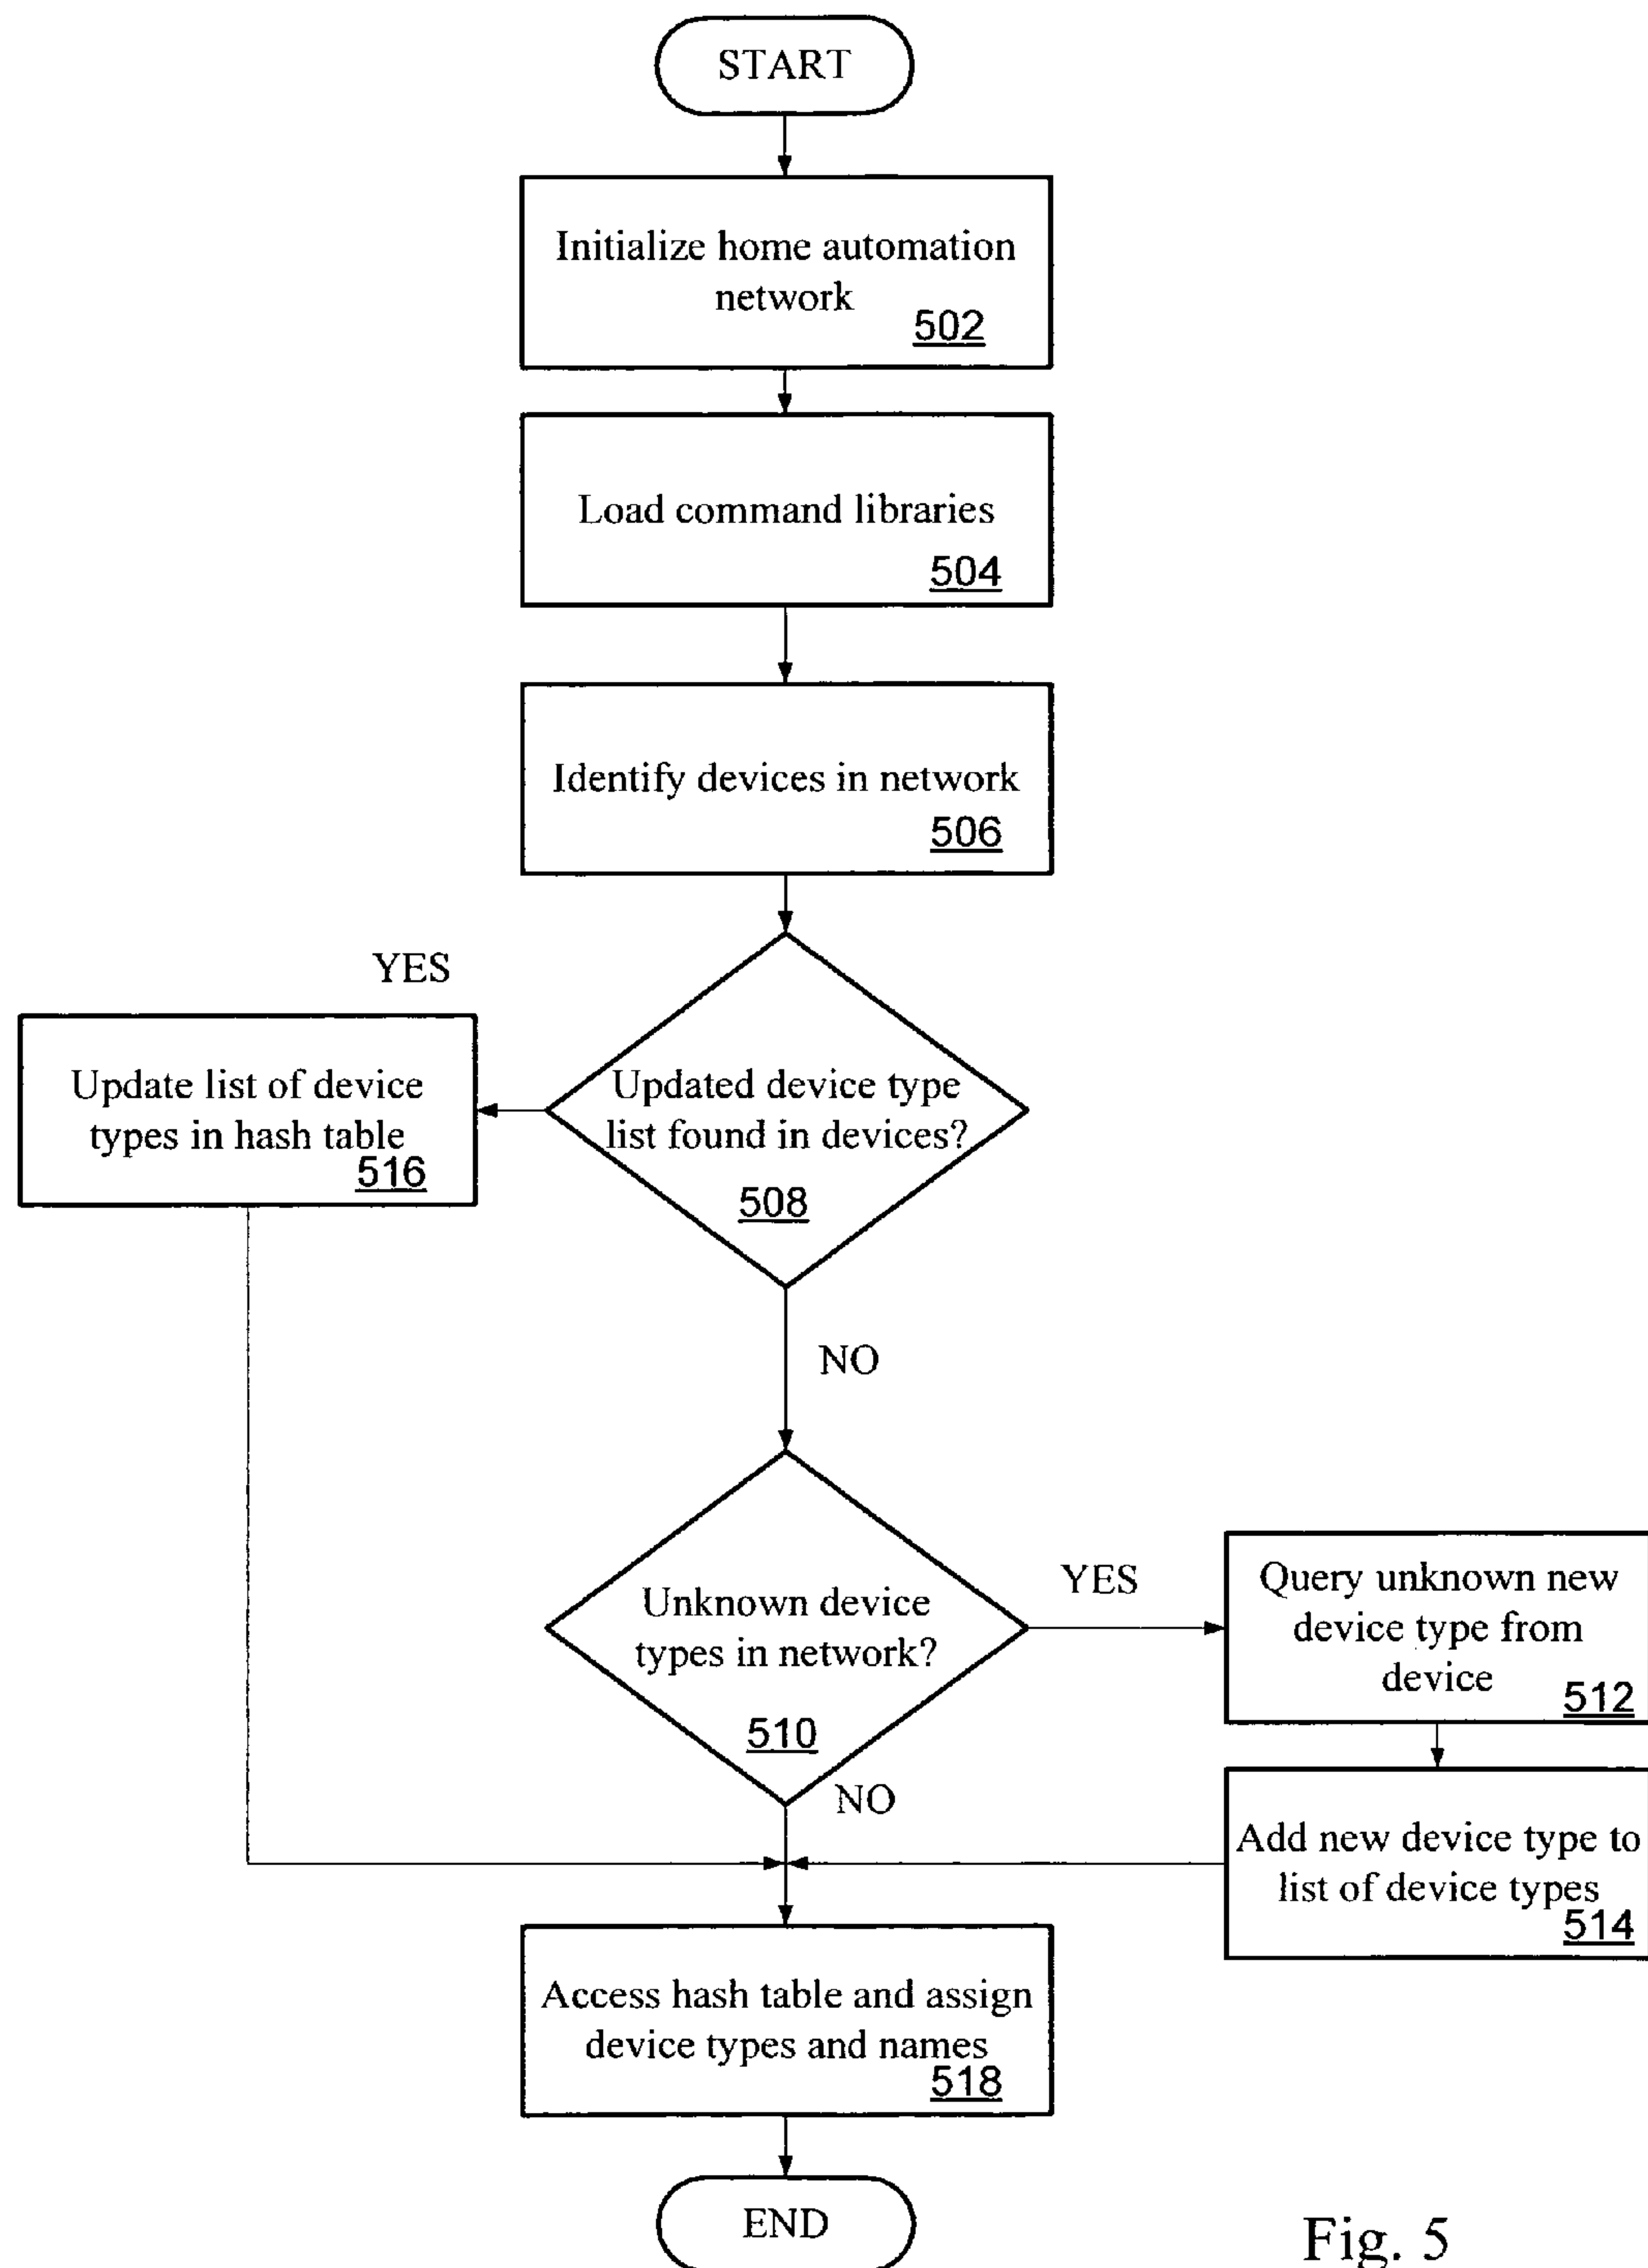 START
Initialize home automation
network
502
Load command libraries
504
Identify devices in network
506
YES
Updated device type
list found in devices?
508
Update list of device
types in hash table
516
NO
Unknown device
types in network?
510
YES
Query unknown new
device type from
device
512
NO
Add new device type to
list of device types
514
Access hash table and assign
device types and names
518
END
Fig. 5